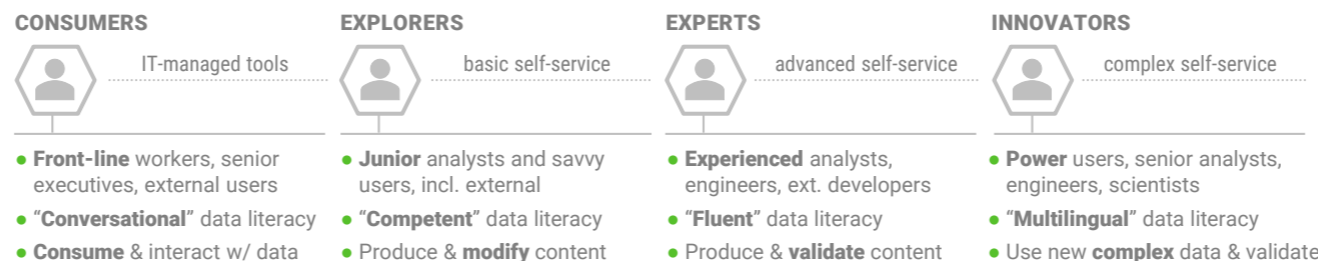 CONSUMERS
IT-managed tools
● Front-line workers, senior
executives, external users
● “Conversational” data literacy
● Consume & interact w/ data
EXPLORERS
basic self-service
● Junior analysts and savvy
users, incl. external
● “Competent” data literacy
● Produce & modify content
EXPERTS
advanced self-service
● Experienced analysts,
engineers, ext. developers
● “Fluent” data literacy
● Produce & validate content
INNOVATORS
complex self-service
● Power users, senior analysts,
engineers, scientists
● “Multilingual” data literacy
● Use new complex data & validate